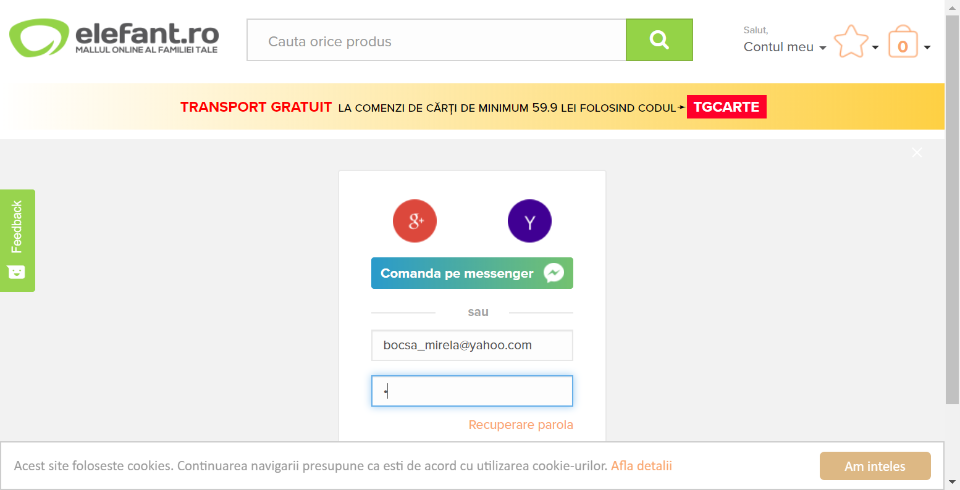 elefant.ro
MALLUL ONLINE AL FAMILIEI TALE
Cauta orice produs
Salut,
Contul meu
0
TRANSPORT GRATUIT LA COMENZI DE CĂRȚI DE MINIMUM 59.9 LEI FOLOSIND CODUL TGCARTE
Feedback
g+
Y
Comanda pe messenger
sau
bocsa_mirela@yahoo.com
•
Recuperare parola
Acest site foloseste cookies. Continuarea navigarii presupune ca esti de acord cu utilizarea cookie-urilor. Afla detalii
Am inteles